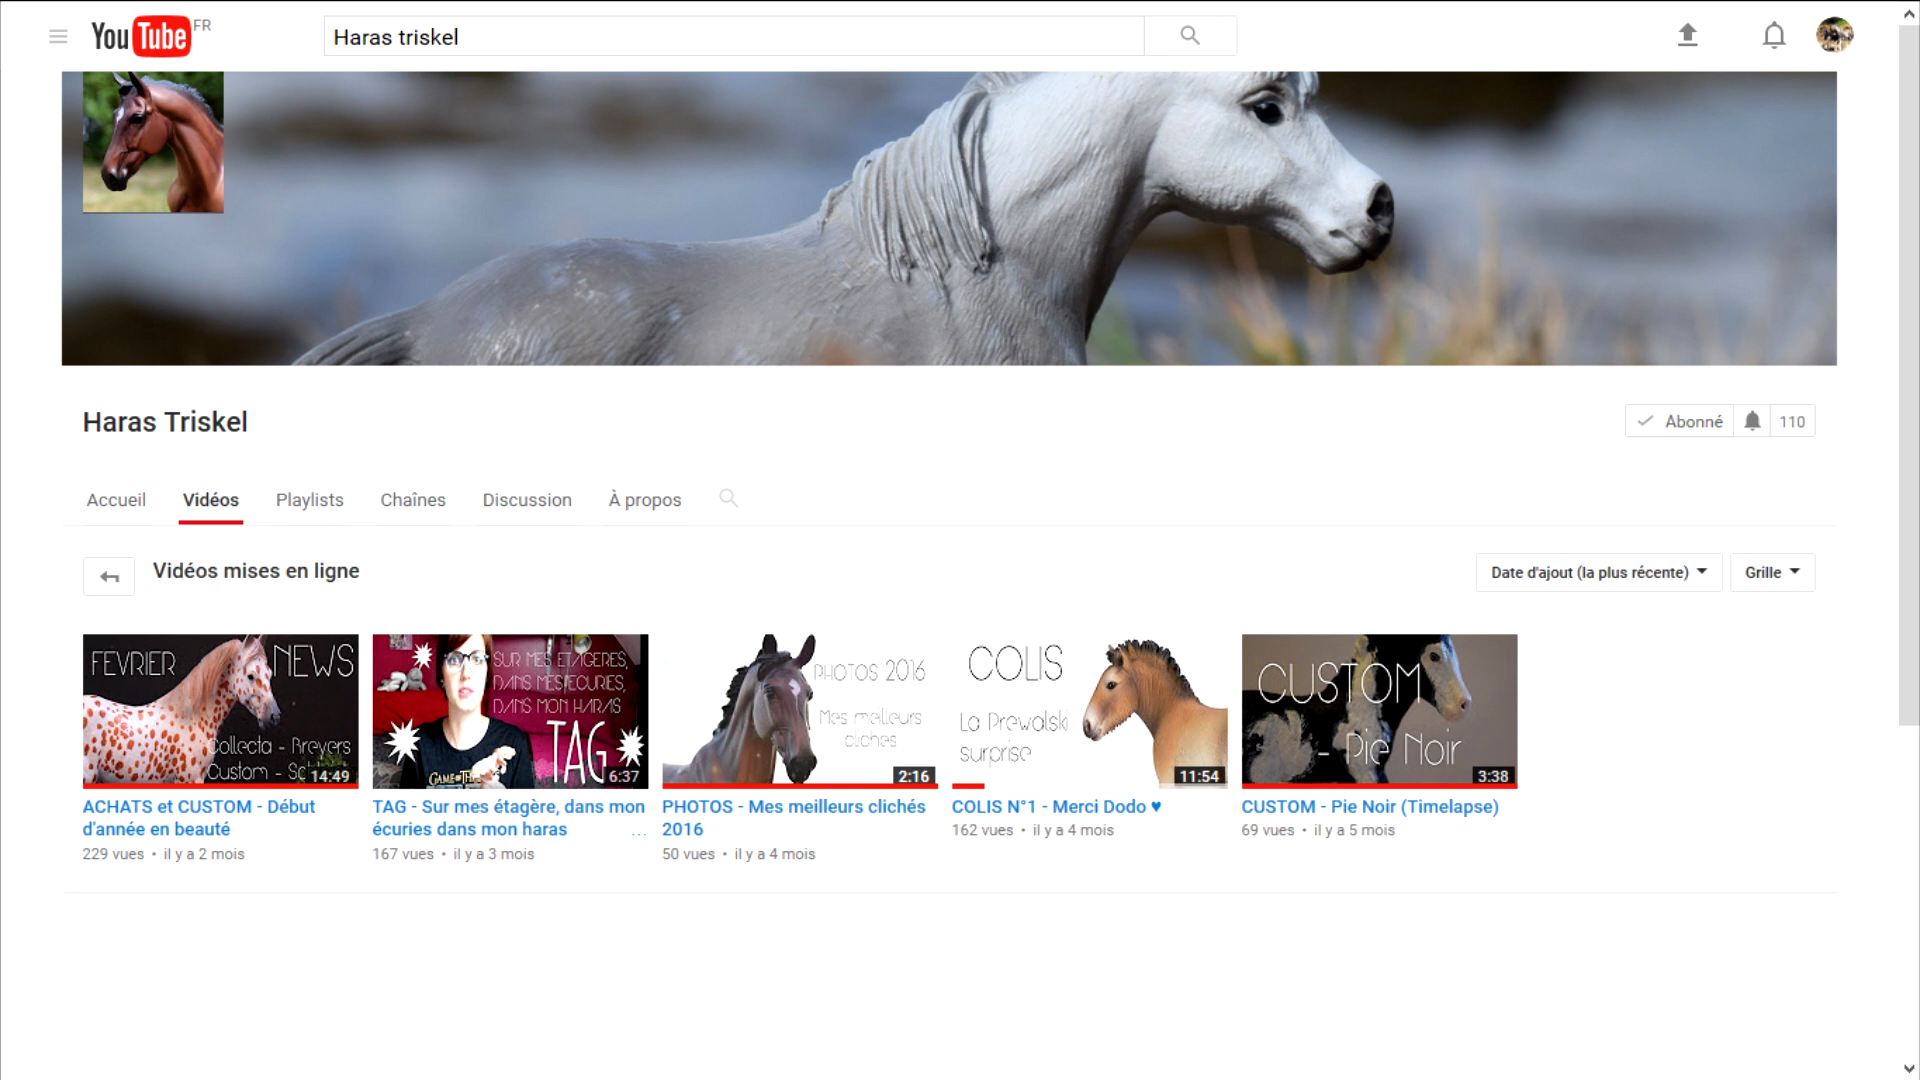 YouTube FR
Haras triskel
Haras Triskel
Abonné 110
Accueil Vidéos Playlists Chaînes Discussion À propos
Vidéos mises en ligne
Date d'ajout (la plus récente) Grille
FEVRIER NEWS
Collecta - Breyers
Custom -
14:49
SUR MES ETAGERES,
DANS MES ECURIES,
DANS MON HARAS
TAG
GAME OF
6:37
PHOTOS 2016
Mes meilleurs
cliches
2:16
COLIS
La Prewalski
surprise
11:54
CUSTOM
- Pie Noir
3:38
ACHATS et CUSTOM - Début
d'année en beauté
229 vues • il y a 2 mois
TAG - Sur mes étagère, dans mon
écuries dans mon haras ...
167 vues • il y a 3 mois
PHOTOS - Mes meilleurs clichés
2016
50 vues • il y a 4 mois
COLIS N°1 - Merci Dodo ♥
162 vues • il y a 4 mois
CUSTOM - Pie Noir (Timelapse)
69 vues • il y a 5 mois